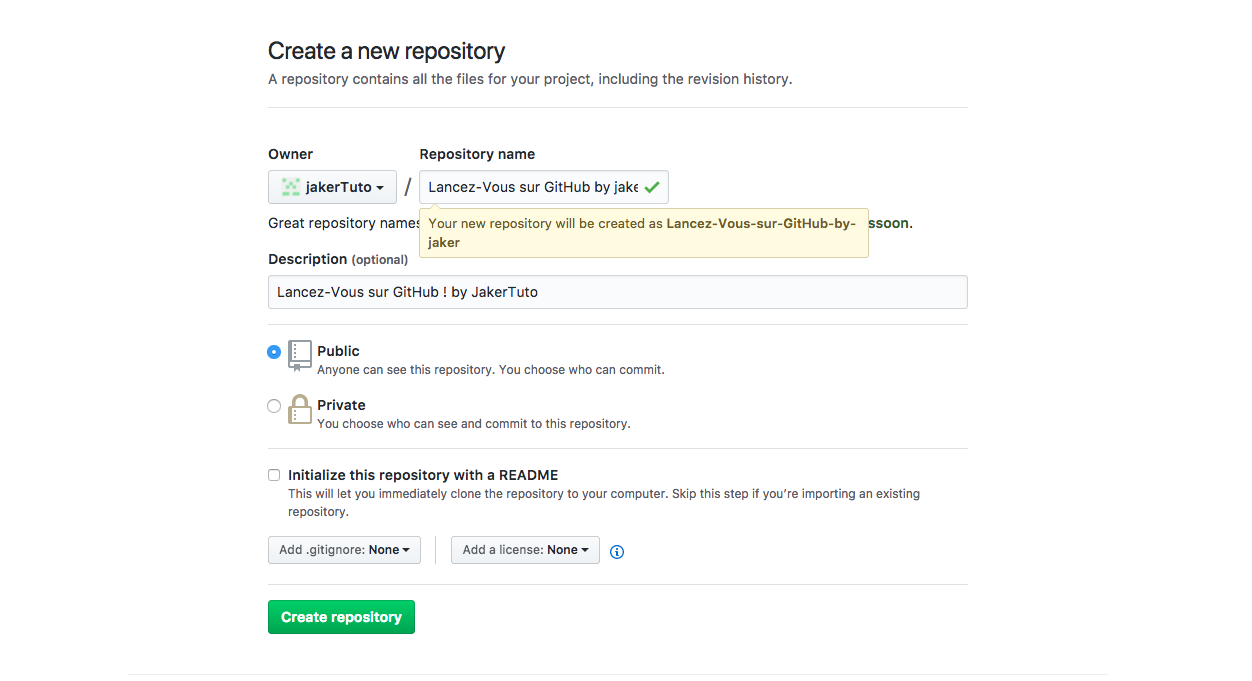 Create a new repository
A repository contains all the files for your project, including the revision history.
Owner
Repository name
jakerTuto
/
Lancez-Vous sur GitHub by jake
Great repository names
ssoon.
Your new repository will be created as Lancez-Vous-sur-GitHub-by-
jaker
Description (optional)
Lancez-Vous sur GitHub ! by JakerTuto
Public
Anyone can see this repository. You choose who can commit.
Private
You choose who can see and commit to this repository.
Initialize this repository with a README
This will let you immediately clone the repository to your computer. Skip this step if you’re importing an existing
repository.
Add .gitignore: None
Add a license: None
Create repository